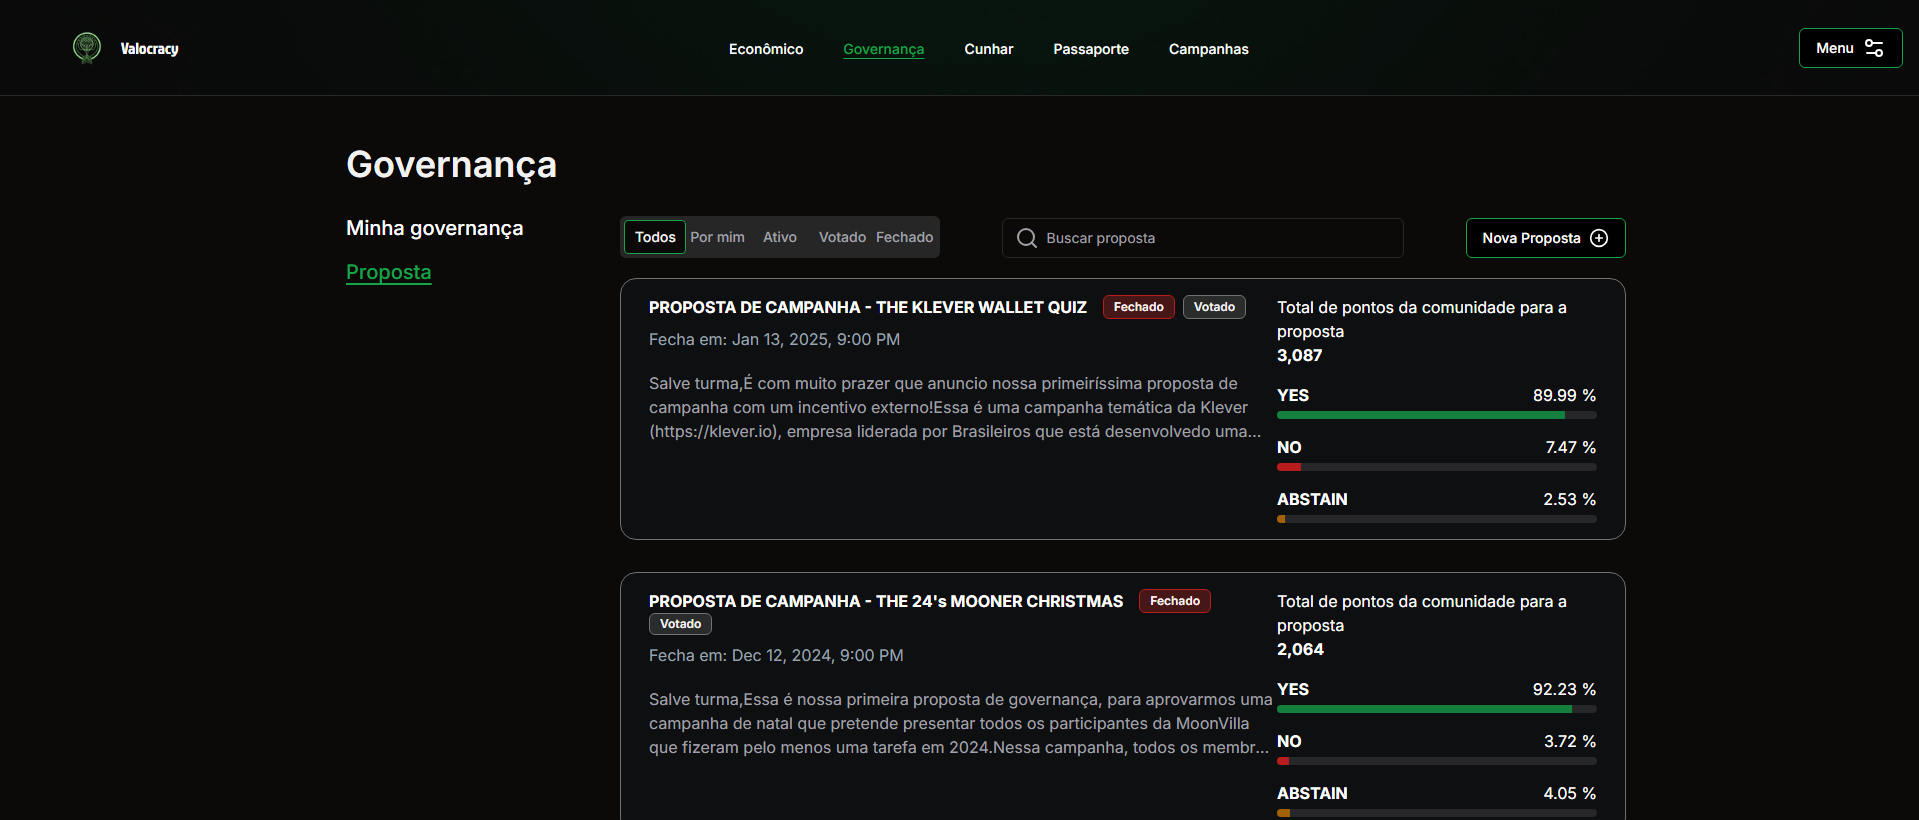 Valocracy
Econômico
Governança
Cunhar
Passaporte
Campanhas
Menu
Governança
Minha governança
Proposta
Todos
Por mim
Ativo
Votado
Fechado
Buscar proposta
Nova Proposta
PROPOSTA DE CAMPANHA - THE KLEVER WALLET QUIZ
Fechado
Votado
Fecha em: Jan 13, 2025, 9:00 PM
Salve turma,É com muito prazer que anuncio nossa primeiríssima proposta de
campanha com um incentivo externo!Essa é uma campanha temática da Klever
(https://klever.io), empresa liderada por Brasileiros que está desenvolvedo uma...
Total de pontos da comunidade para a
proposta
3,087
YES 89.99 %
NO 7.47 %
ABSTAIN 2.53 %
PROPOSTA DE CAMPANHA - THE 24's MOONER CHRISTMAS
Fechado
Votado
Fecha em: Dec 12, 2024, 9:00 PM
Salve turma,Essa é nossa primeira proposta de governança, para aprovarmos uma
campanha de natal que pretende presentar todos os participantes da MoonVilla
que fizeram pelo menos uma tarefa em 2024.Nessa campanha, todos os membr...
Total de pontos da comunidade para a
proposta
2,064
YES 92.23 %
NO 3.72 %
ABSTAIN 4.05 %